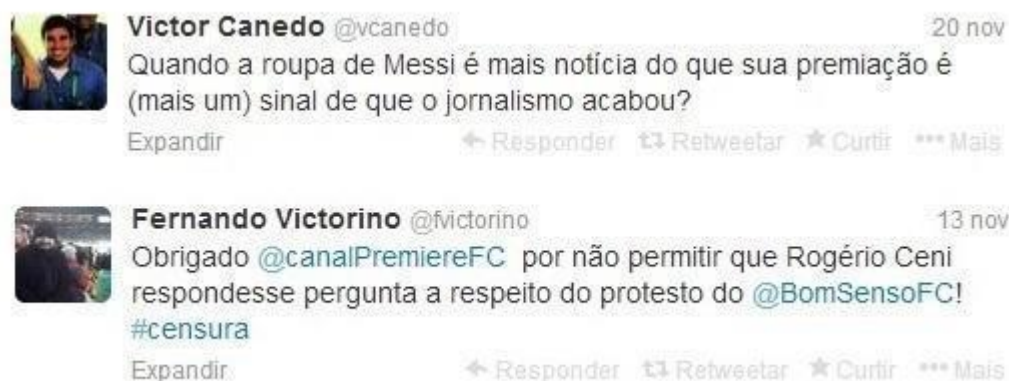 Victor Canedo @vcanedo 20 nov
Quando a roupa de Messi é mais notícia do que sua premiação é
(mais um) sinal de que o jornalismo acabou?
Expandir Responder Retweetar Curtir Mais
Fernando Victorino @fvictorino 13 nov
Obrigado @canalPremiereFC por não permitir que Rogério Ceni
respondesse pergunta a respeito do protesto do @BomSensoFC!
#censura
Expandir Responder Retweetar Curtir Mais